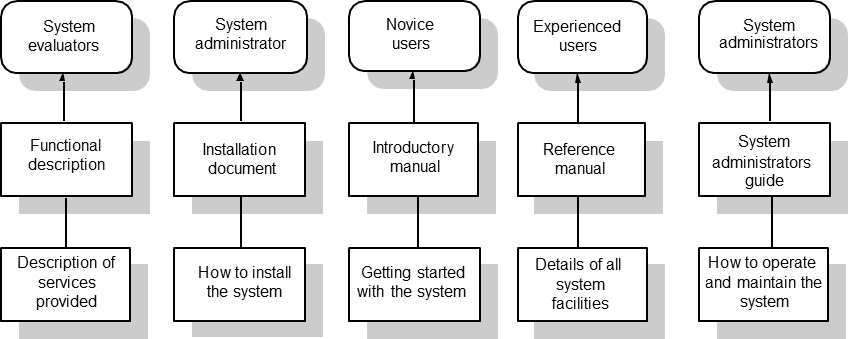 System
evaluators
System
administrator
Novice
users
Experienced
users
System
administrators
Functional
description
Installation
document
Introductory
manual
Reference
manual
System
administrators
guide
Description of
services
provided
How to install
the system
Getting started
with the system
Details of all
system
facilities
How to operate
and maintain the
system